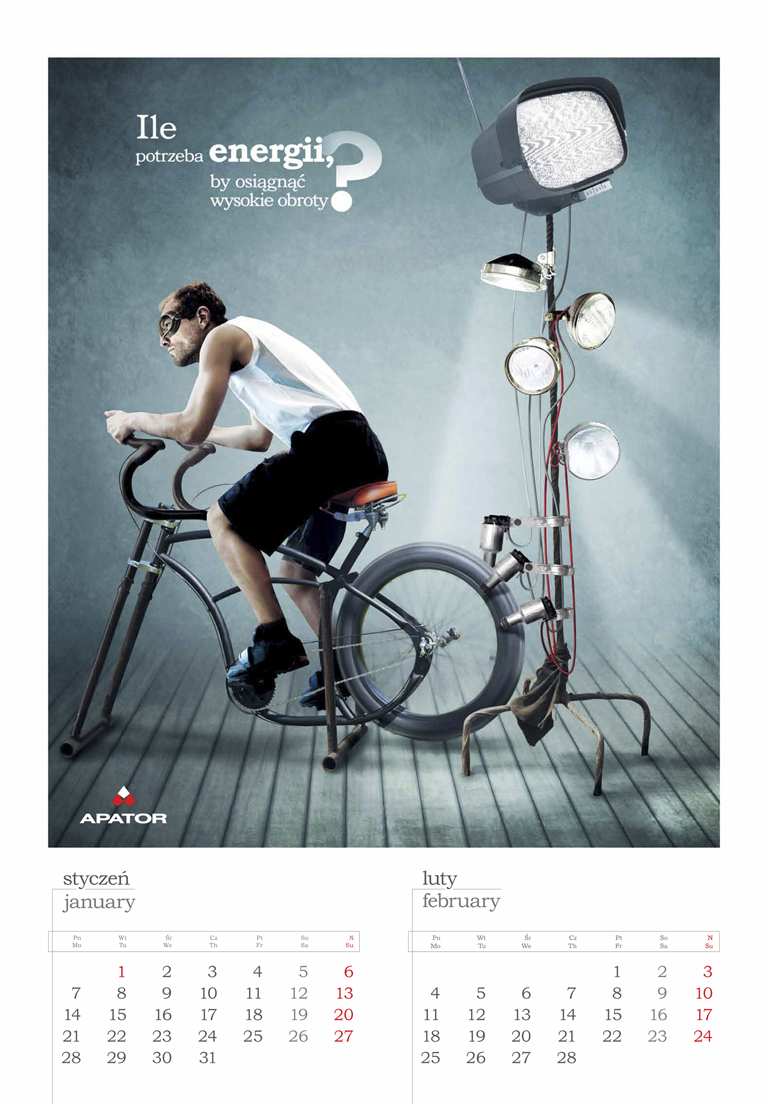 Ile
potrzeba energii,?
by osiągnąć
wysokie obroty
APATOR
styczeń
january
Pn Wt Śr Cz Pt So N
Mo Tu We Th Fr Sa Su
1 2 3 4 5 6
7 8 9 10 11 12 13
14 15 16 17 18 19 20
21 22 23 24 25 26 27
28 29 30 31
luty
february
Pn Wt Śr Cz Pt So N
Mo Tu We Th Fr Sa Su
1 2 3
4 5 6 7 8 9 10
11 12 13 14 15 16 17
18 19 20 21 22 23 24
25 26 27 28